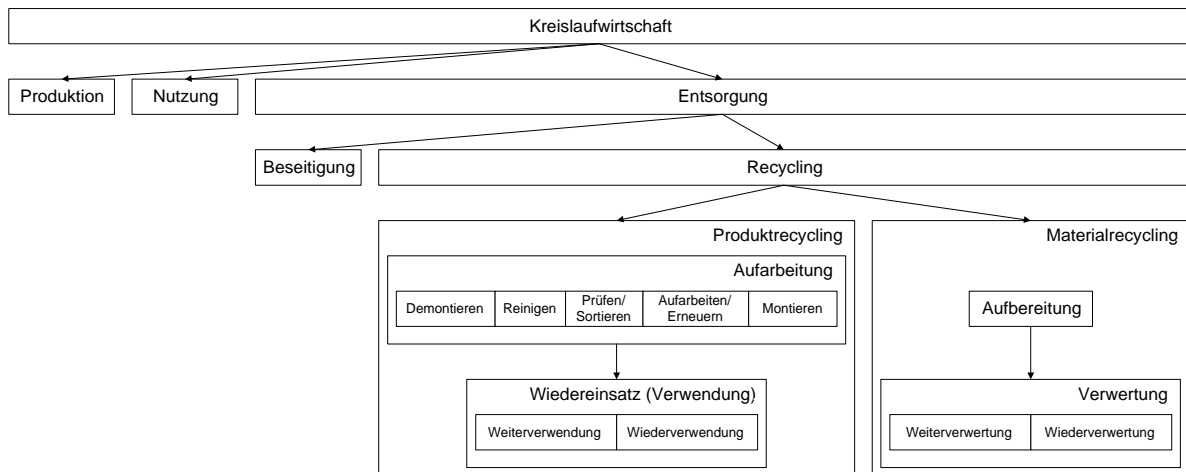 Kreislaufwirtschaft
Produktion
Nutzung
Entsorgung
Beseitigung
Recycling
Produktrecycling
Materialrecycling
Aufarbeitung
Demontieren
Reinigen
Prüfen/
Sortieren
Aufarbeiten/
Erneuern
Montieren
Aufbereitung
Wiedereinsatz (Verwendung)
Weiterverwendung
Wiederverwendung
Verwertung
Weiterverwertung
Wiederverwertung